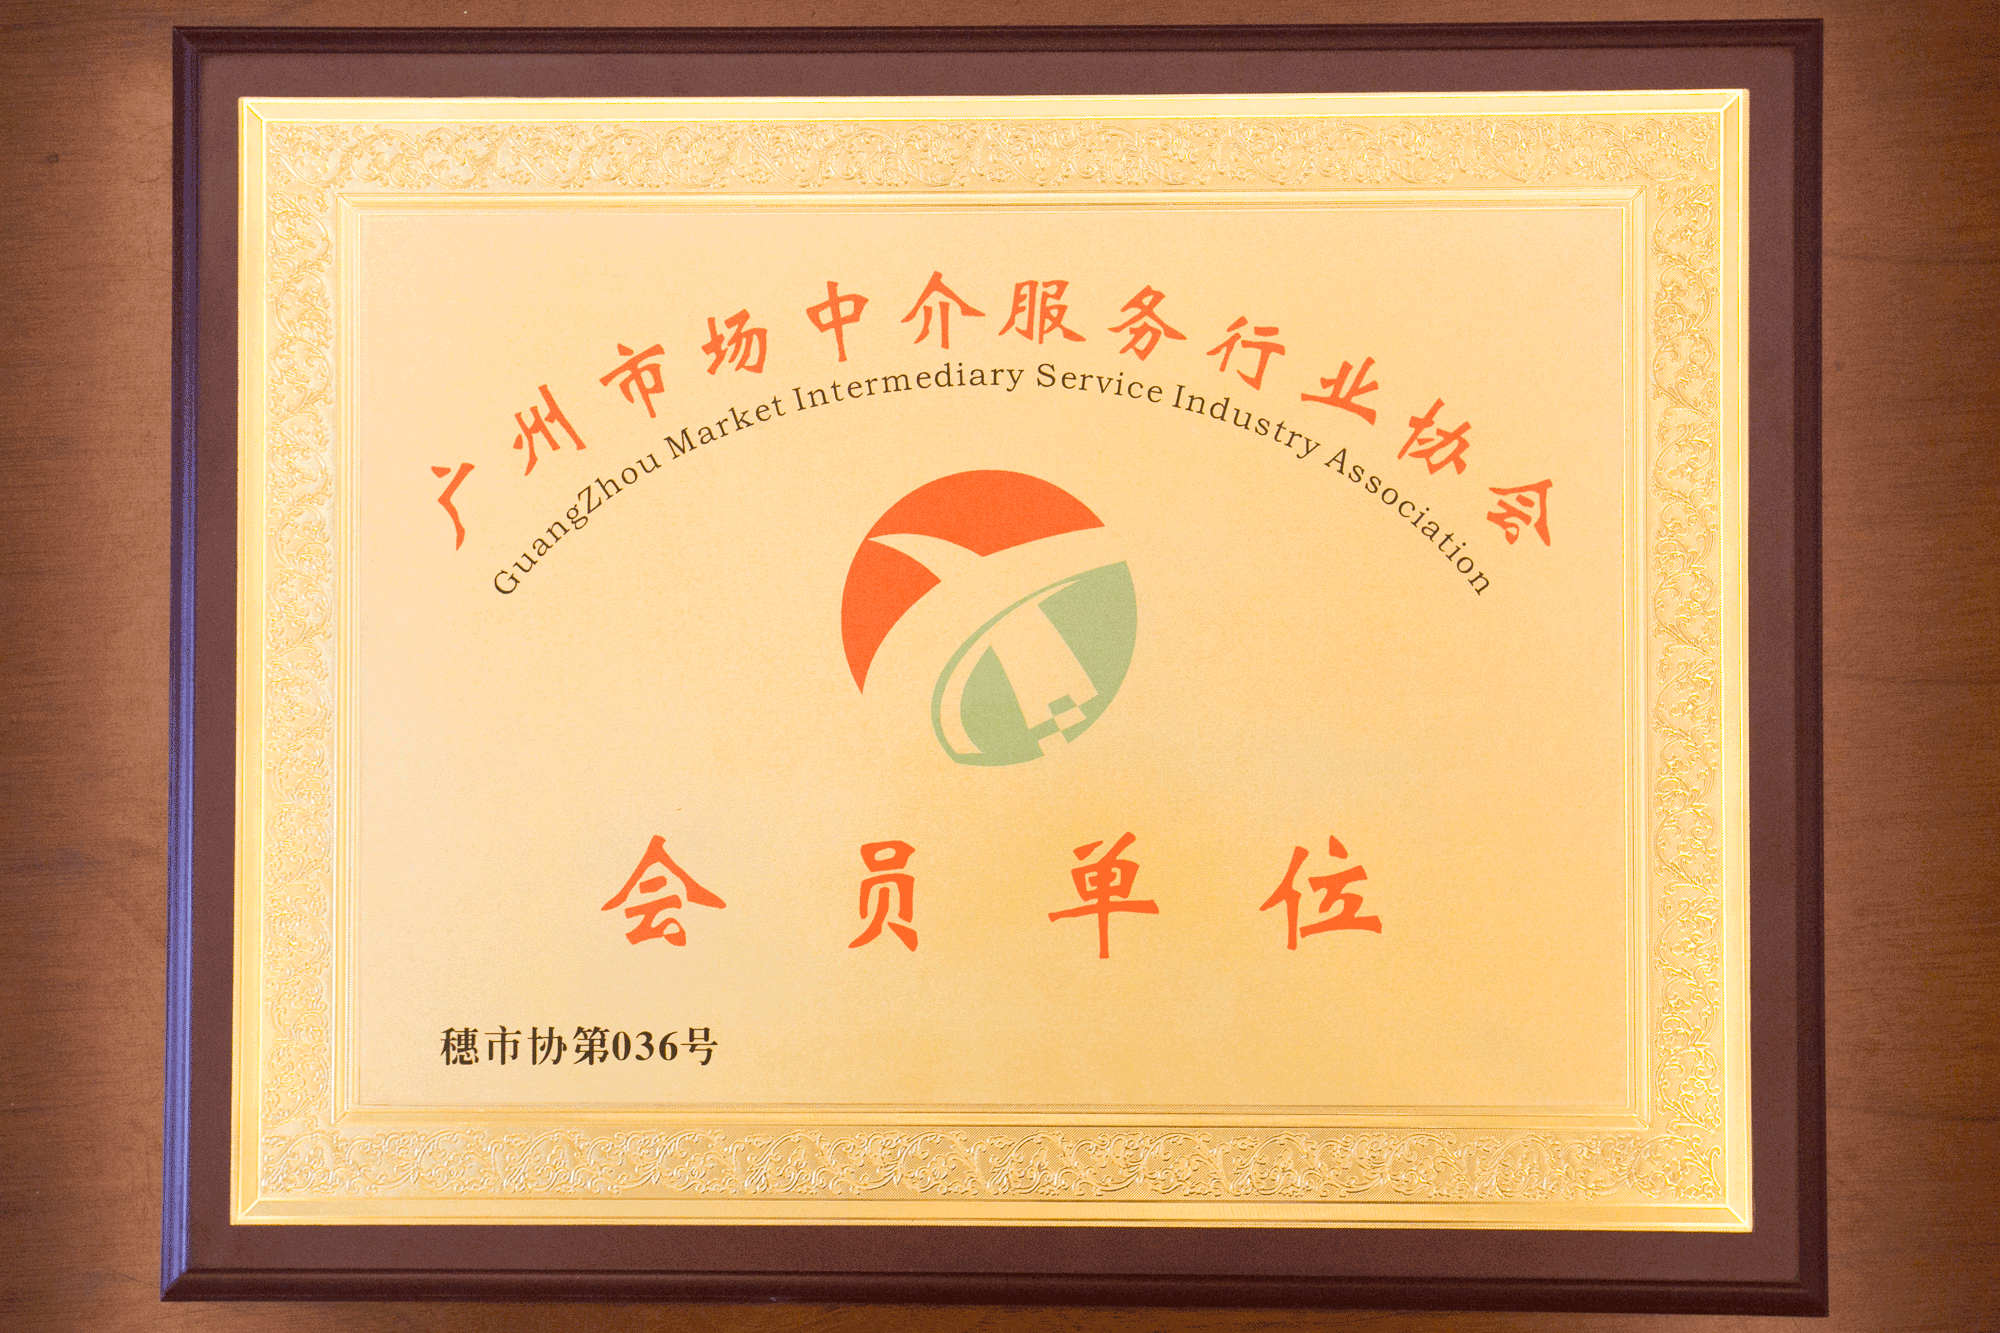 广州市场中介服务行业协会
GuangZhou Market Intermediary Service Industry Association
会员单位
穗市协第036号